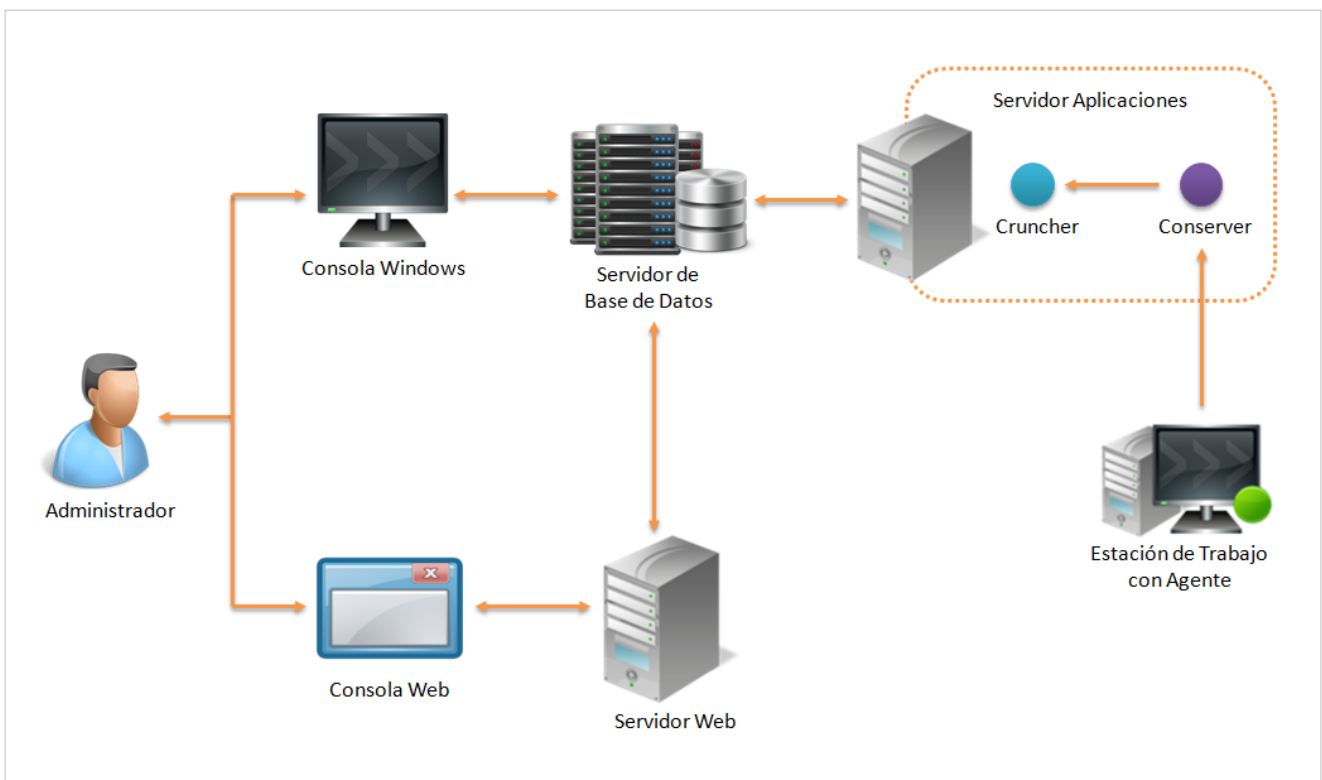 Servidor Aplicaciones
Cruncher
Conserver
Consola Windows
Servidor de
Base de Datos
Administrador
Estación de Trabajo
con Agente
Consola Web
Servidor Web